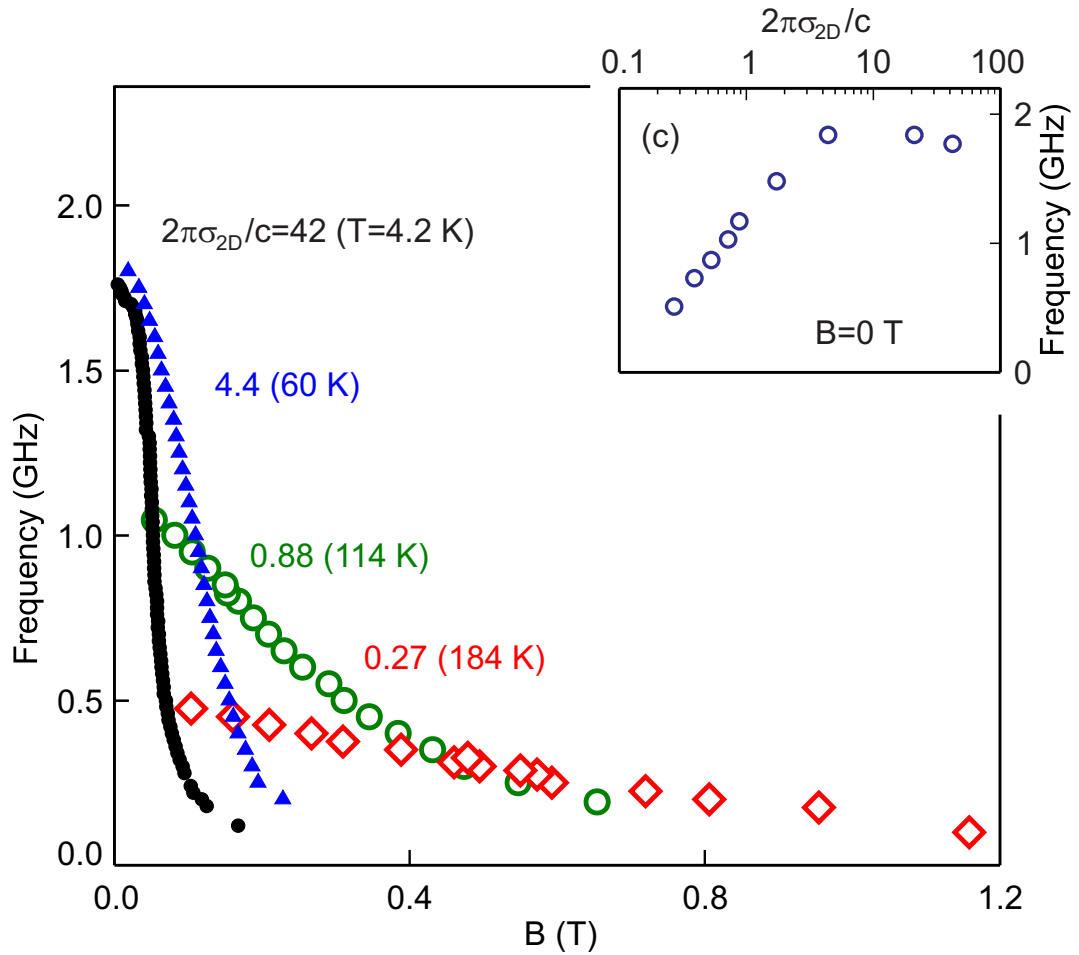 2πσ2D/c
0.1 1 10 100
(c)
2
1
0
Frequency (GHz)
B=0 T
2.0
1.5
1.0
0.5
0.0
Frequency (GHz)
2πσ2D/c=42 (T=4.2 K)
4.4 (60 K)
0.88 (114 K)
0.27 (184 K)
0.0 0.4 0.8 1.2
B (T)